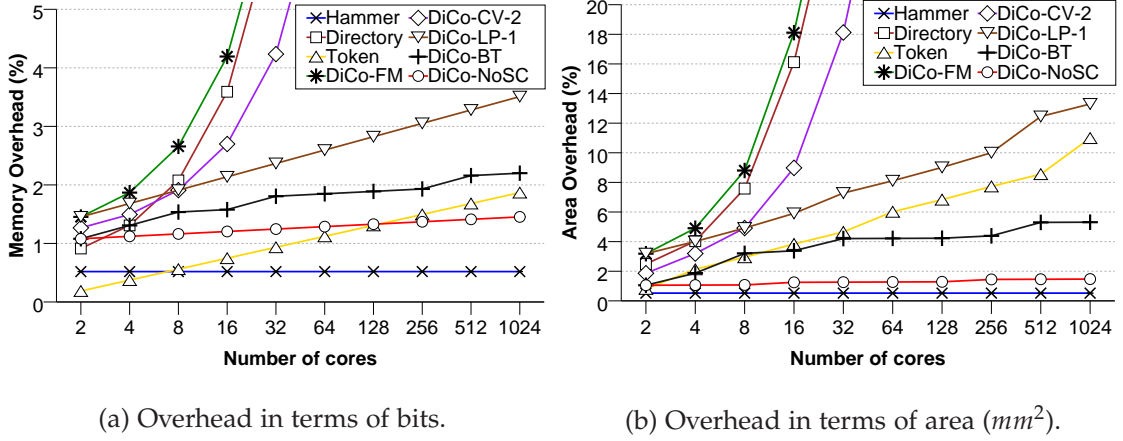 Memory Overhead (%)
5
4
3
2
1
0
Hammer
Directory
Token
DiCo-FM
DiCo-CV-2
DiCo-LP-1
DiCo-BT
DiCo-NoSC
2 4 8 16 32 64 128 256 512 1024
Number of cores
(a) Overhead in terms of bits.
Area Overhead (%)
20
18
16
14
12
10
8
6
4
2
0
Hammer
Directory
Token
DiCo-FM
DiCo-CV-2
DiCo-LP-1
DiCo-BT
DiCo-NoSC
2 4 8 16 32 64 128 256 512 1024
Number of cores
(b) Overhead in terms of area (mm²).